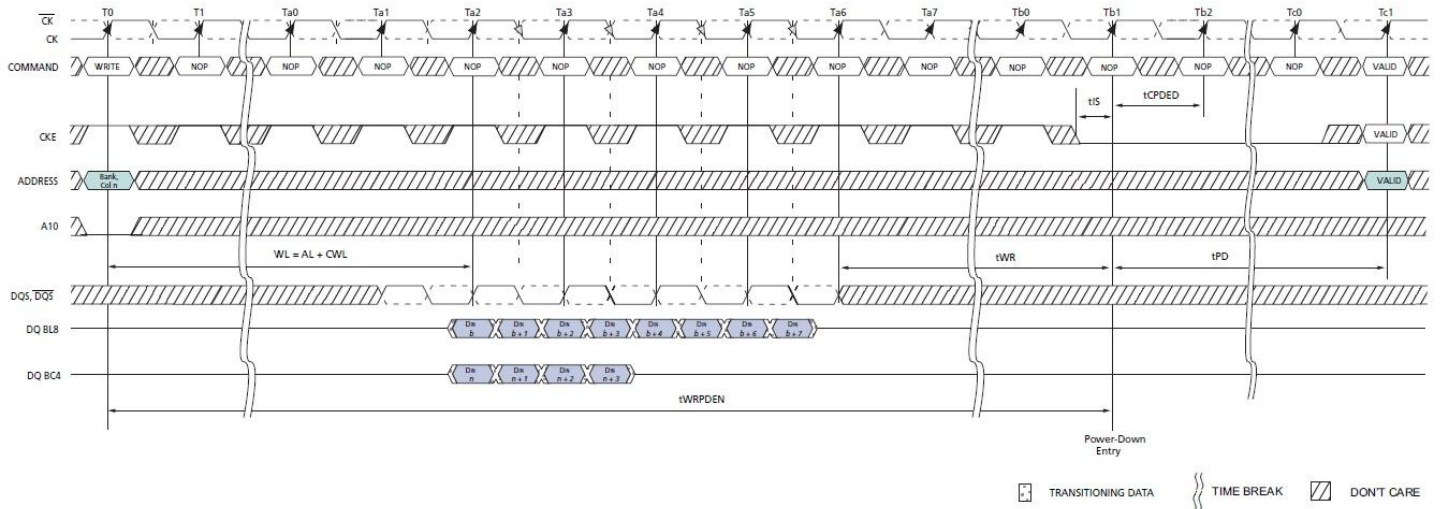 CK
T0 T1 Ta0 Ta1 Ta2 Ta3 Ta4 Ta5 Ta6 Ta7 Tb0 Tb1 Tb2 Tc0 Tc1
CK
COMMAND WRITE NOP NOP NOP NOP NOP NOP NOP NOP NOP NOP NOP NOP NOP VALID
tIS tCPDED
CKE VALID
ADDRESS Bank, Col n VALID
A10
WL = AL + CWL tWR tPD
DQS, DQS
DQ BL8 DIN b DIN b + 1 DIN b + 2 DIN b + 3 DIN b + 4 DIN b + 5 DIN b + 6 DIN b + 7
DQ BC4 DIN n DIN n + 1 DIN n + 2 DIN n + 3
tWRPDEN
Power-Down
Entry
TRANSITIONING DATA TIME BREAK DON'T CARE